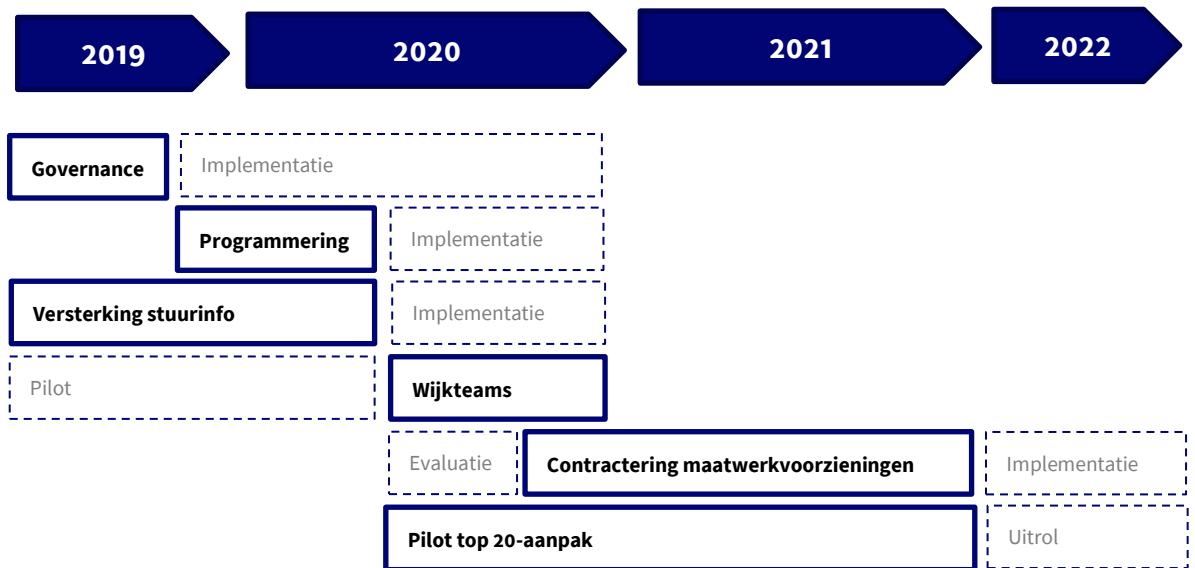 2019
2020
2021
2022
Governance
Implementatie
Programmering
Implementatie
Versterking stuurinfo
Implementatie
Pilot
Wijkteams
Evaluatie
Contractering maatwerkvoorzieningen
Implementatie
Pilot top 20-aanpak
Uitrol